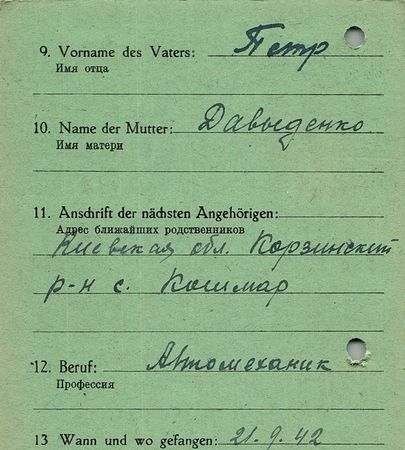 9. Vorname des Vaters: Петр
Имя отца
10. Name der Mutter: Давыденко
Имя матери
11. Anschrift der nächsten Angehörigen:
Адрес ближайших родственников
Киевская обл. Корзинский
р-н с. Кошмар
12. Beruf: Автомеханик
Профессия
13 Wann und wo gefangen: 21.9.42